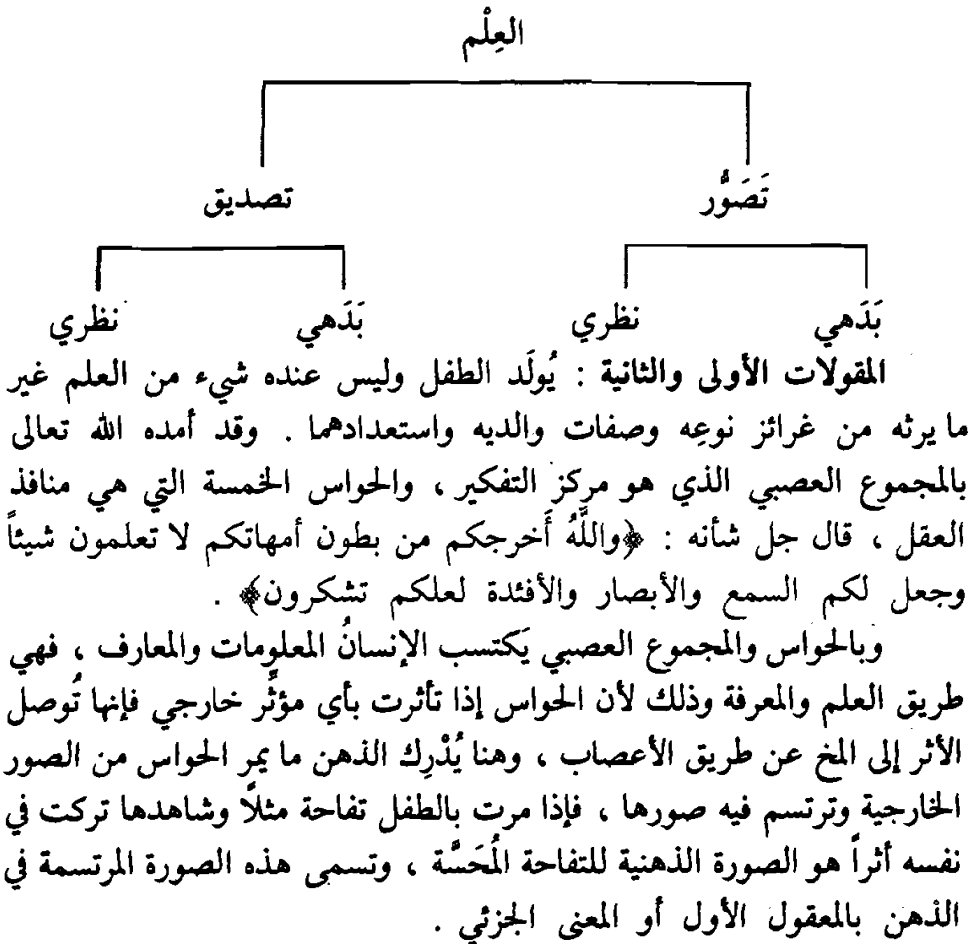 العِلْم
تَصَوُّر تصديق
بَدَهي نظري بَدَهي نظري
المقولات الأولى والثانية : يُولَد الطفل وليس عنده شيء من العلم غير
ما يرثه من غرائز نوعِه وصفات والديه واستعدادهما . وقد أمده الله تعالى
بالمجموع العصبي الذي هو مركز التفكير ، والحواس الخمسة التي هي منافذ
العقل ، قال جل شأنه : ﴿واللَّهُ أَخرجكم من بطون أمهاتكم لا تعلمون شيئاً
وجعل لكم السمع والأبصار والأفئدة لعلكم تشكرون﴾ .
وبالحواس والمجموع العصبي يَكتسب الإنسانُ المعلومات والمعارف ، فهي
طريق العلم والمعرفة وذلك لأن الحواس إذا تأثرت بأي مؤثِّر خارجي فإنها تُوصل
الأثر إلى المخ عن طريق الأعصاب ، وهنا يُدْرِك الذهن ما يمر الحواس من الصور
الخارجية وترتسم فيه صورها ، فإذا مرت بالطفل تفاحة مثلاً وشاهدها تركت في
نفسه أثراً هو الصورة الذهنية للتفاحة المُحَسَّة ، وتسمى هذه الصورة المرتسمة في
الذهن بالمعقول الأول أو المعنى الجزئي .